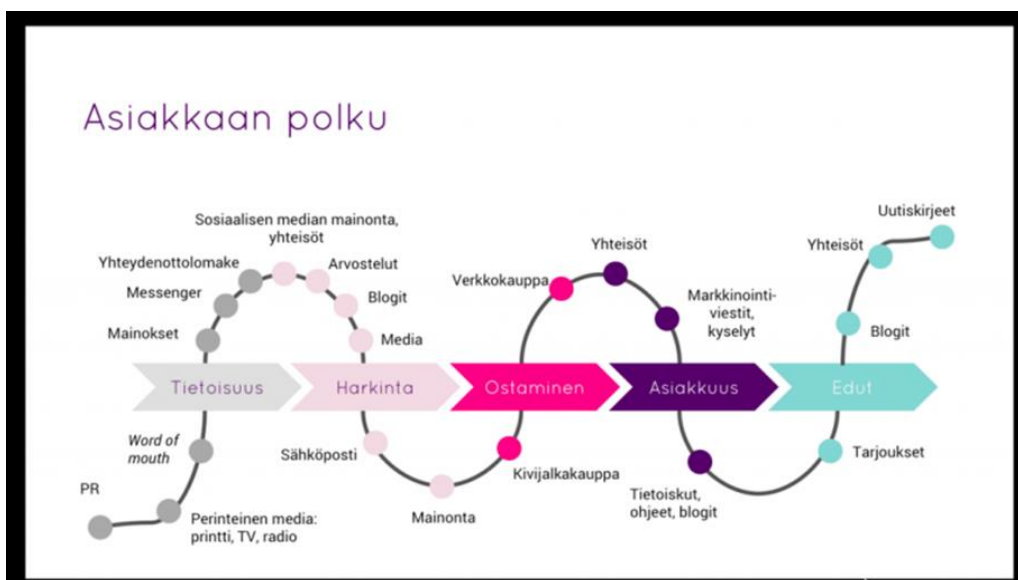 Asiakkaan polku
Sosiaalisen median mainonta,
yhteisöt
Yhteydenottolomake
Arvostelut
Messenger
Blogit
Mainokset
Media
Verkkokauppa
Yhteisöt
Markkinointi-
viestit,
kyselyt
Uutiskirjeet
Yhteisöt
Blogit
Tietoisuus
Harkinta
Ostaminen
Asiakkuus
Edut
Word of
mouth
PR
Perinteinen media:
printti, TV, radio
Sähköposti
Mainonta
Kivijalkakauppa
Tietoiskut,
ohjeet, blogit
Tarjoukset